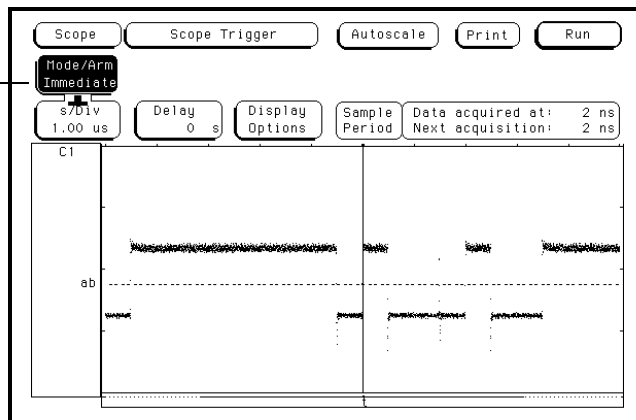 Scope Scope Trigger Autoscale Print Run
Mode/Arm
Immediate
s/Div Delay Display Sample Data acquired at: 2 ns
1.00 us 0 s Options Period Next acquisition: 2 ns
C1
ab
t